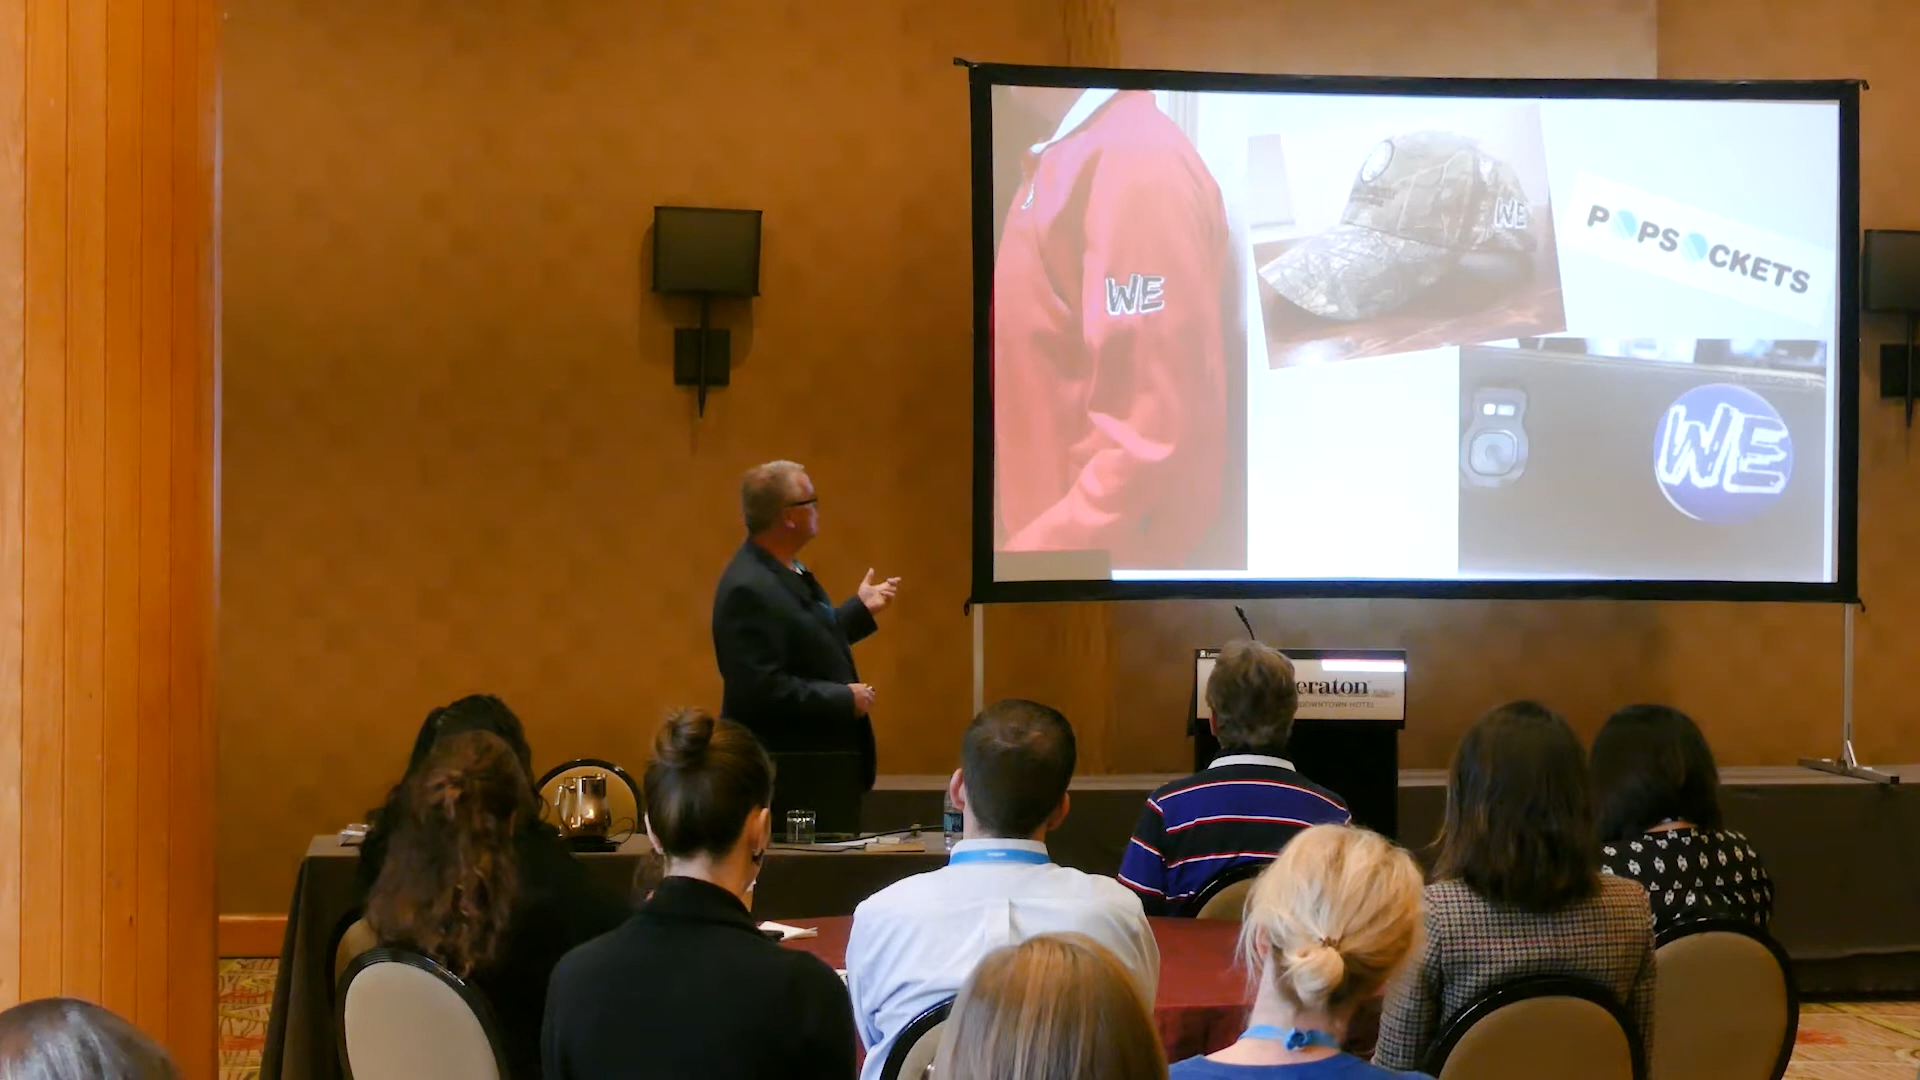 WE
WE
POPSOCKETS
WE
eraton
DOWNTOWN HOTEL